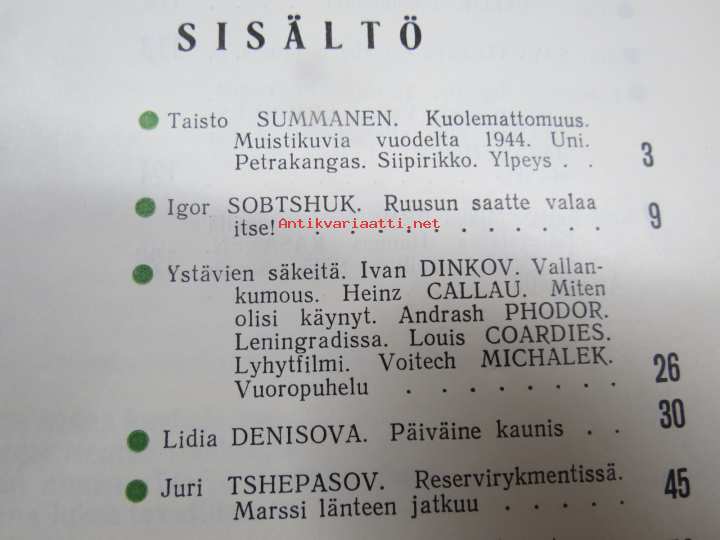 SISÄLTÖ
Taisto SUMMANEN. Kuolemattomuus.
Muistikuvia vuodelta 1944. Uni.
Petrakangas. Siipirikko. Ylpeys . . 3
Igor SOBTSHUK. Ruusun saatte valaa
itse! . . . . . . . . . . . . 9
Antikvariaatti.net
Ystävien säkeitä. Ivan DINKOV. Vallan-
kumous. Heinz CALLAU. Miten
olisi käynyt. Andrash PHODOR.
Leningradissa. Louis COARDIES.
Lyhytfilmi. Voitech MICHALEK.
Vuoropuhelu . . . . . . . . 26
Lidia DENISOVA. Päiväine kaunis . . 30
Juri TSHEPASOV. Reservirykmentissä.
Marssi länteen jatkuu . . . . . 45